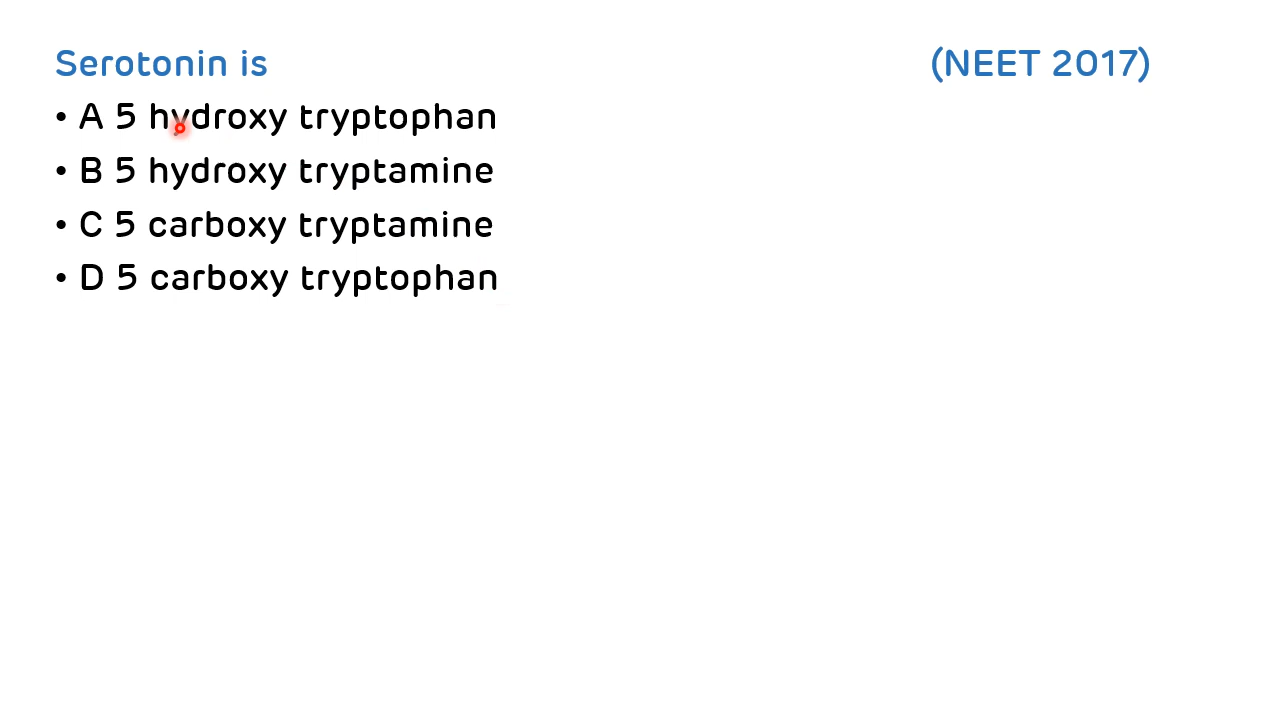 Serotonin is (NEET 2017)
• A 5 hydroxy tryptophan
• B 5 hydroxy tryptamine
• C 5 carboxy tryptamine
• D 5 carboxy tryptophan